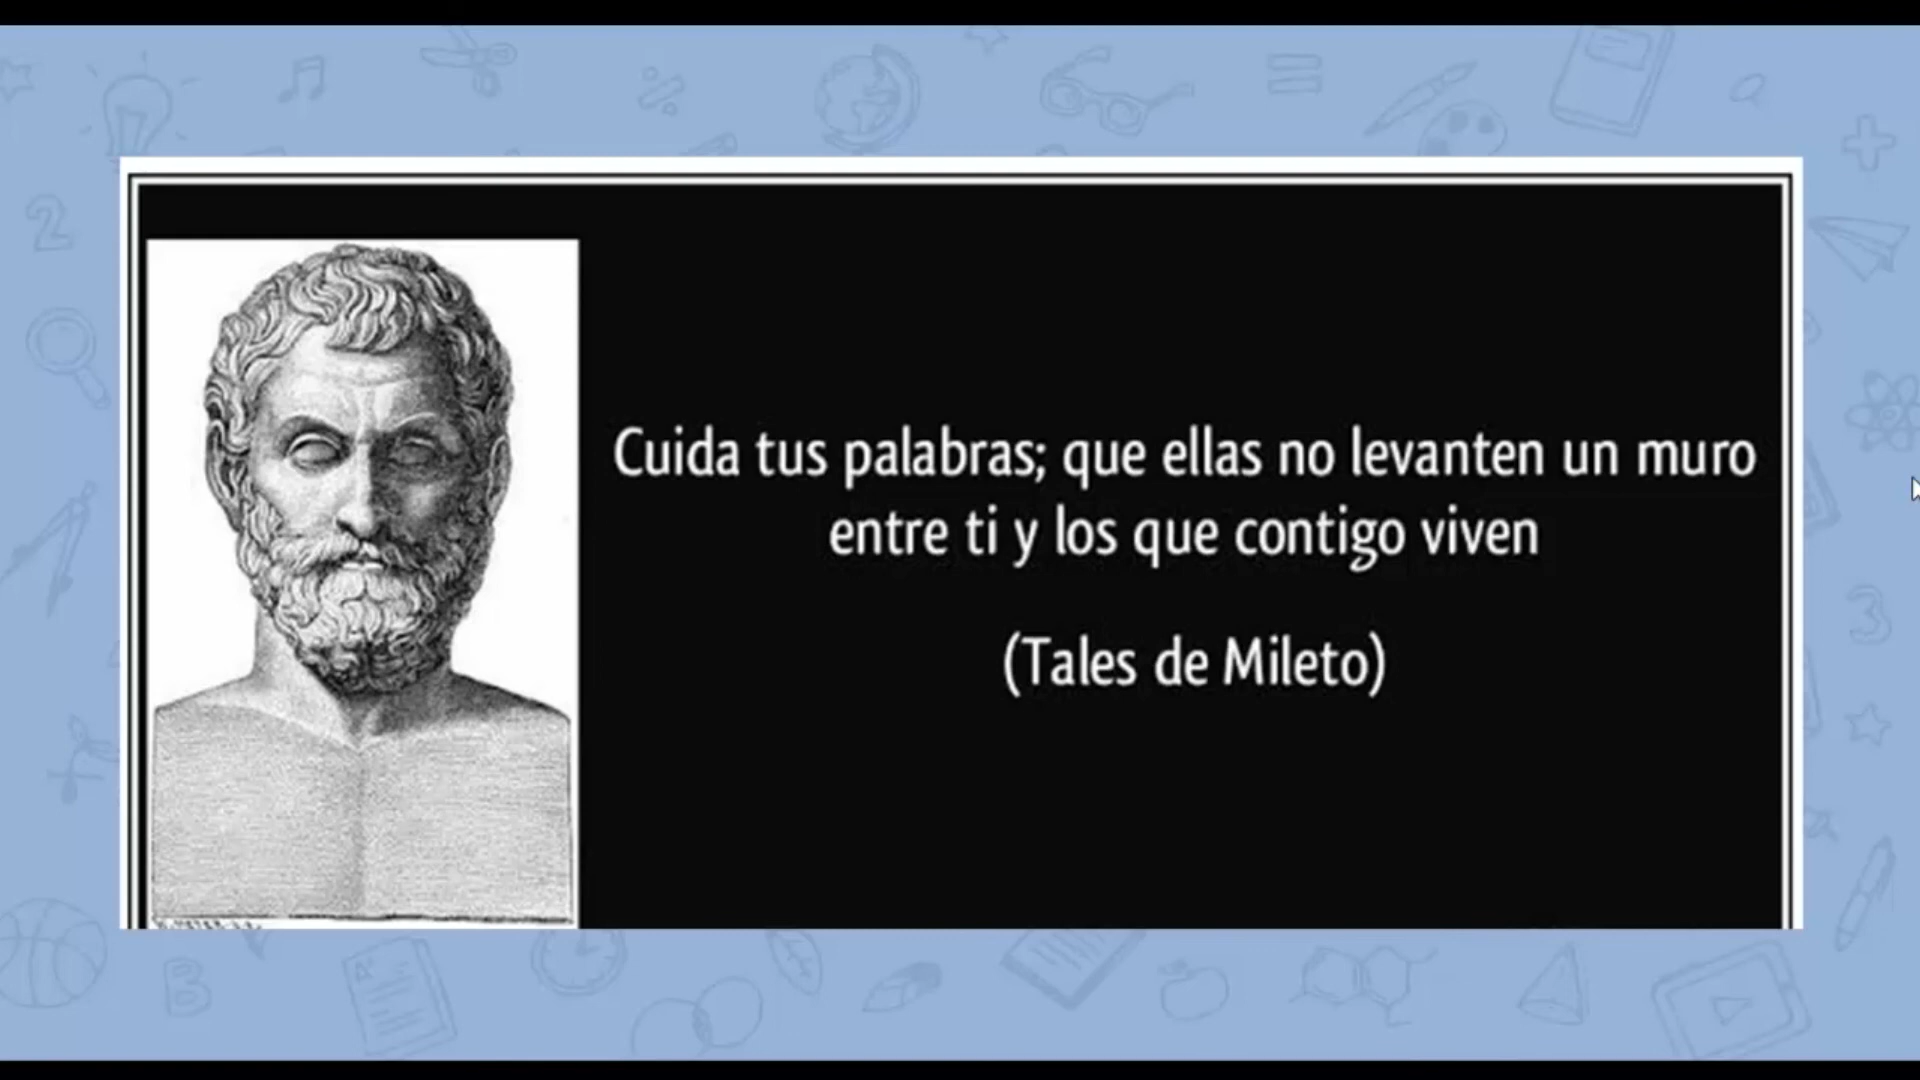 Cuida tus palabras; que ellas no levanten un muro
entre ti y los que contigo viven
(Tales de Mileto)